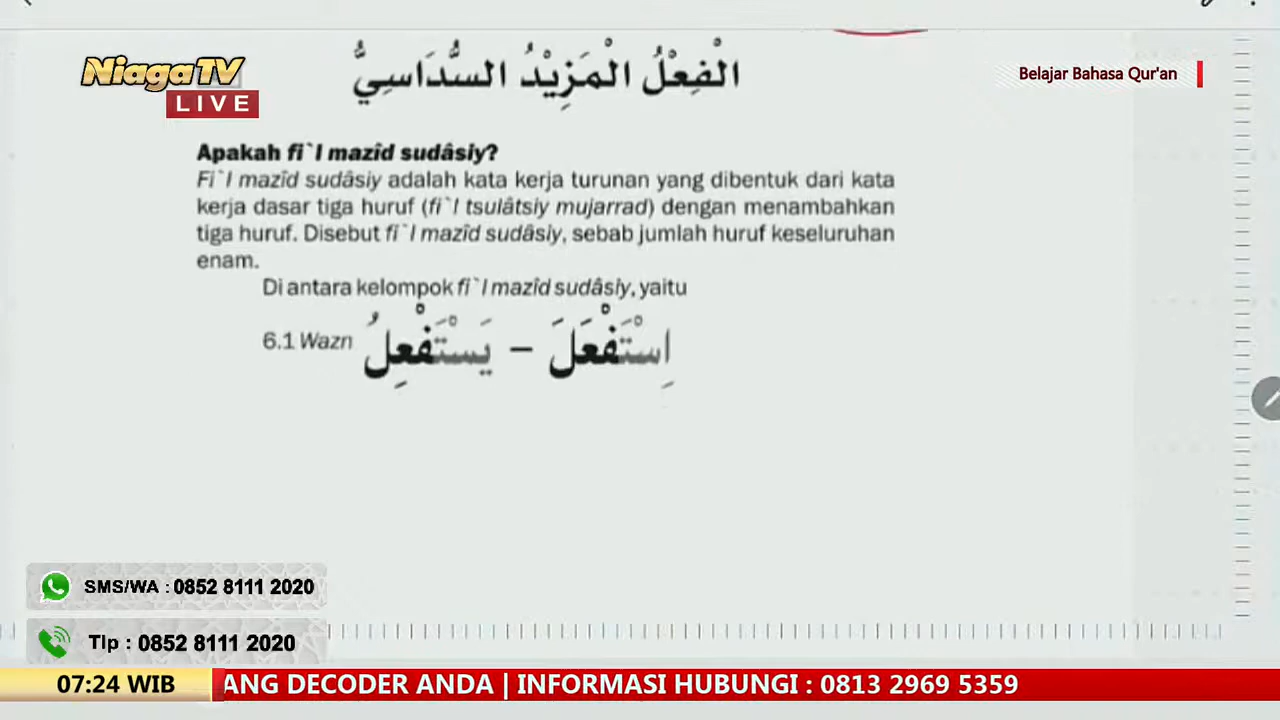 NiagaTV
LIVE
Belajar Bahasa Qur'an
الْفِعْلُ الْمَزِيْدُ السُّدَاسِيُّ
Apakah fi`l mazîd sudâsiy?
Fi`l mazîd sudâsiy adalah kata kerja turunan yang dibentuk dari kata
kerja dasar tiga huruf (fi`l tsulâtsiy mujarrad) dengan menambahkan
tiga huruf. Disebut fi`l mazîd sudâsiy, sebab jumlah huruf keseluruhan
enam.
Di antara kelompok fi`l mazîd sudâsiy, yaitu
6.1 Wazn اِسْتَفْعَلَ – يَسْتَفْعِلُ
SMS/WA : 0852 8111 2020
Tlp : 0852 8111 2020
07:24 WIB
ANG DECODER ANDA | INFORMASI HUBUNGI : 0813 2969 5359